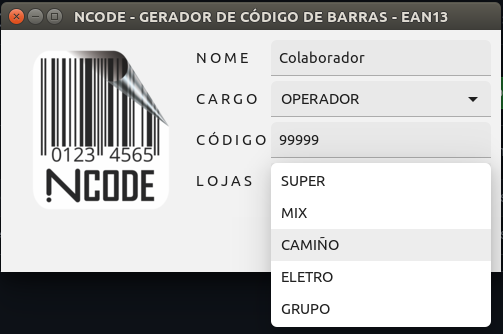 NCODE - GERADOR DE CÓDIGO DE BARRAS - EAN13
NOME Colaborador
CARGO OPERADOR
CÓDIGO 99999
LOJAS
SUPER
MIX
CAMIÑO
ELETRO
GRUPO
0123 4565
NCODE